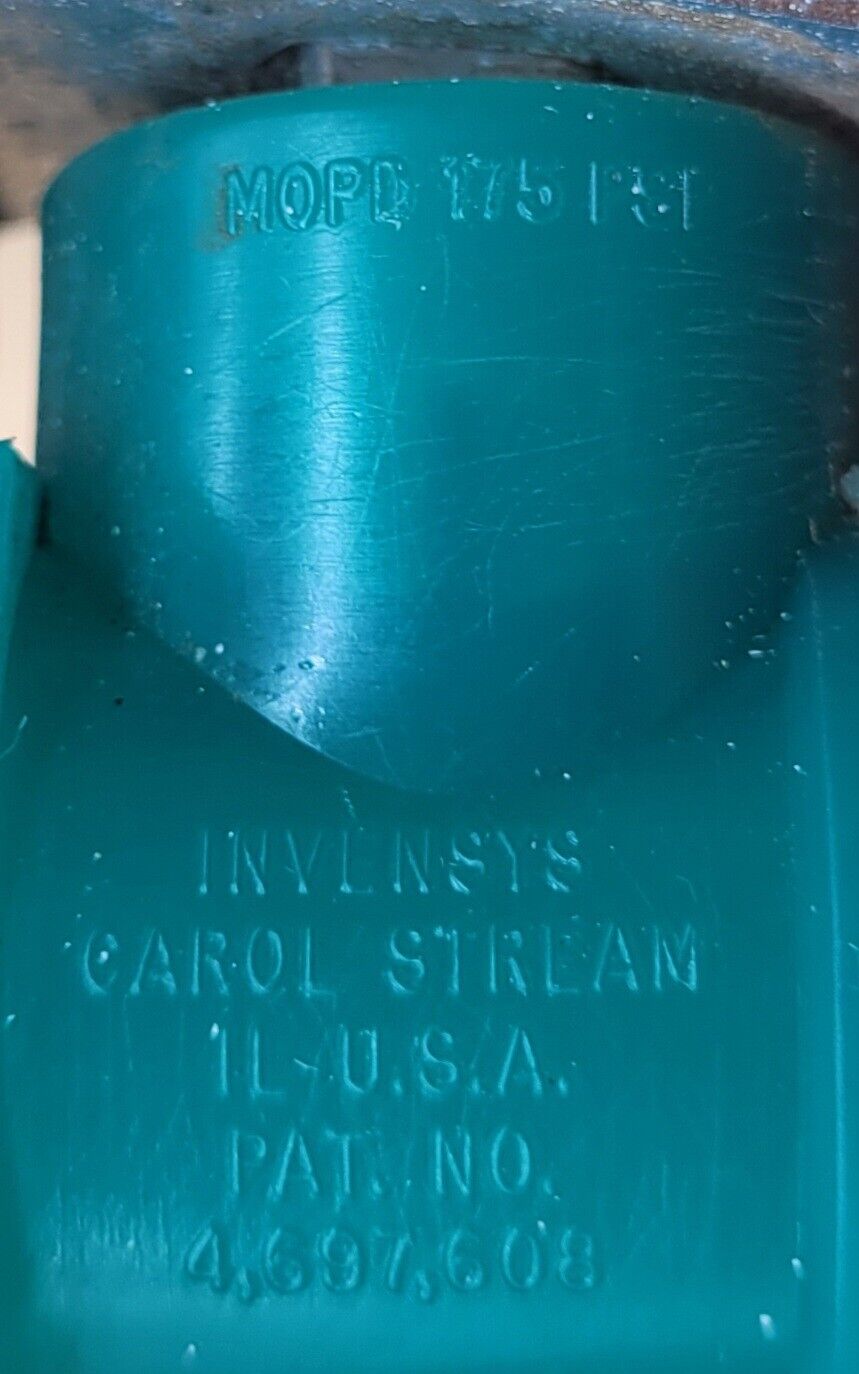 MOPD 175 PSI
INVENSYS
CAROL STREAM
IL-U.S.A.
PAT. NO.
4,697,608